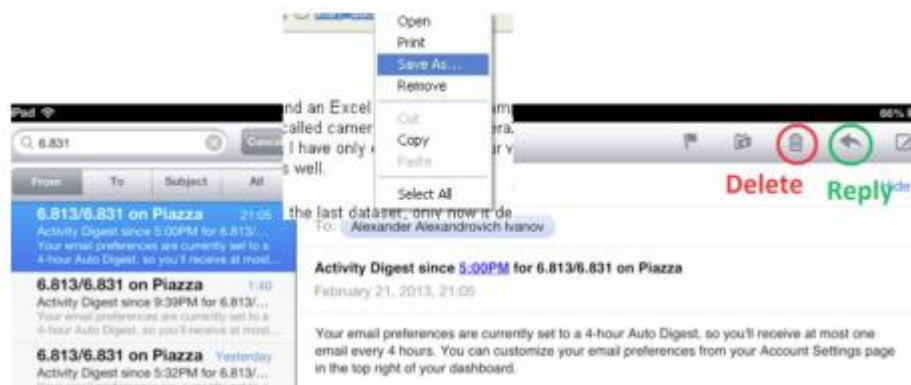 Open
Print
Save As...
Remove
Cut
Copy
Paste
Select All
nd an Excel
called camer
I have only
s well.
the last dataset, only now it de
iPad
66%
6.831
From To Subject All
Delete Reply
Hide
6.813/6.831 on Piazza 21:05
Activity Digest since 5:00PM for 6.813/...
Your email preferences are currently set to a
4-hour Auto Digest, so you'll receive at most...
6.813/6.831 on Piazza 1:40
Activity Digest since 9:39PM for 6.813/...
Your email preferences are currently set to a
4-hour Auto Digest, so you'll receive at most...
6.813/6.831 on Piazza Yesterday
Activity Digest since 5:32PM for 6.813/...
To: Alexander Alexandrovich Ivanov
Activity Digest since 5:00PM for 6.813/6.831 on Piazza
February 21, 2013, 21:05
Your email preferences are currently set to a 4-hour Auto Digest, so you'll receive at most one
email every 4 hours. You can customize your email preferences from your Account Settings page
in the top right of your dashboard.